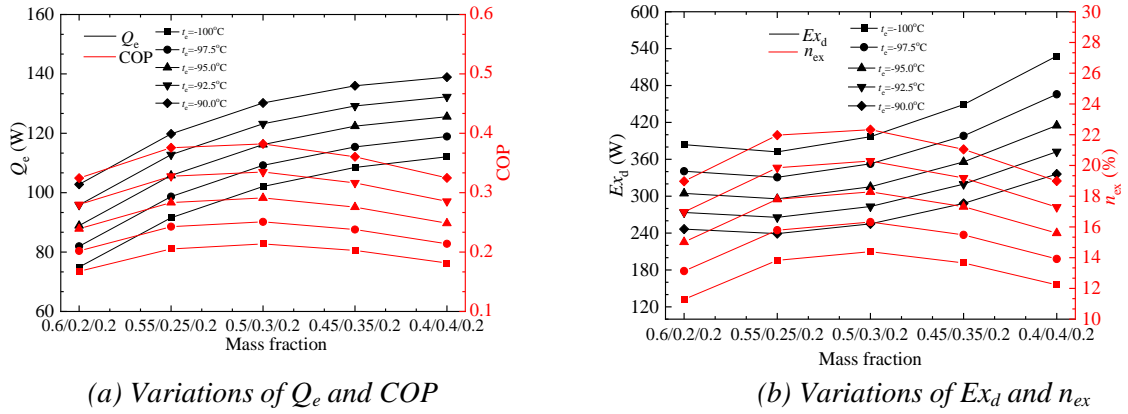 160
140
120
100
80
60
Qe (W)
Qe
COP
te=-100°C
te=-97.5°C
te=-95.0°C
te=-92.5°C
te=-90.0°C
0.6
0.5
0.4
0.3
0.2
0.1
COP
0.6/0.2/0.2 0.55/0.25/0.2 0.5/0.3/0.2 0.45/0.35/0.2 0.4/0.4/0.2
Mass fraction
(a) Variations of Qe and COP
600
540
480
420
360
300
240
180
120
Exd (W)
Exd
nex
te=-100°C
te=-97.5°C
te=-95.0°C
te=-92.5°C
te=-90.0°C
30
28
26
24
22
20
18
16
14
12
10
nex (%)
0.6/0.2/0.2 0.55/0.25/0.2 0.5/0.3/0.2 0.45/0.35/0.2 0.4/0.4/0.2
Mass fraction
(b) Variations of Exd and nex